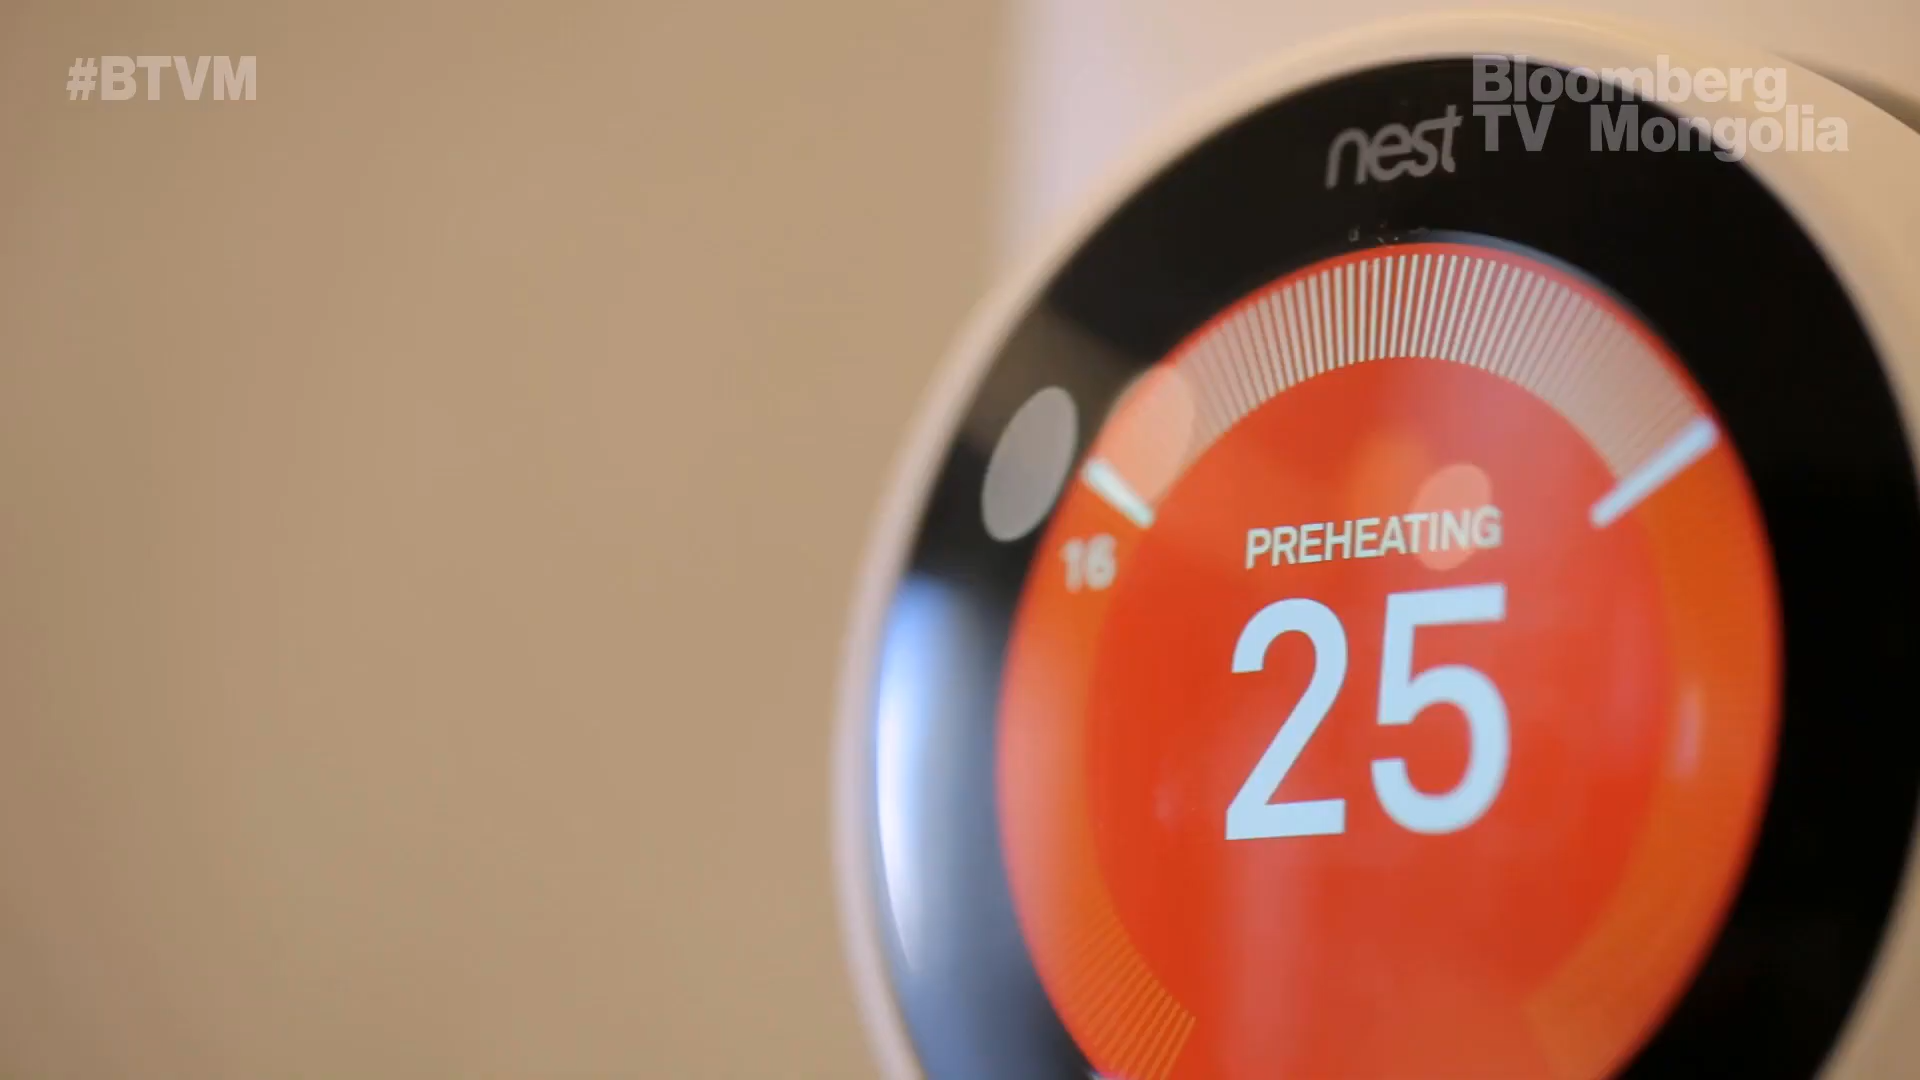 #BTVM
Bloomberg
TV Mongolia
nest
16
PREHEATING
25